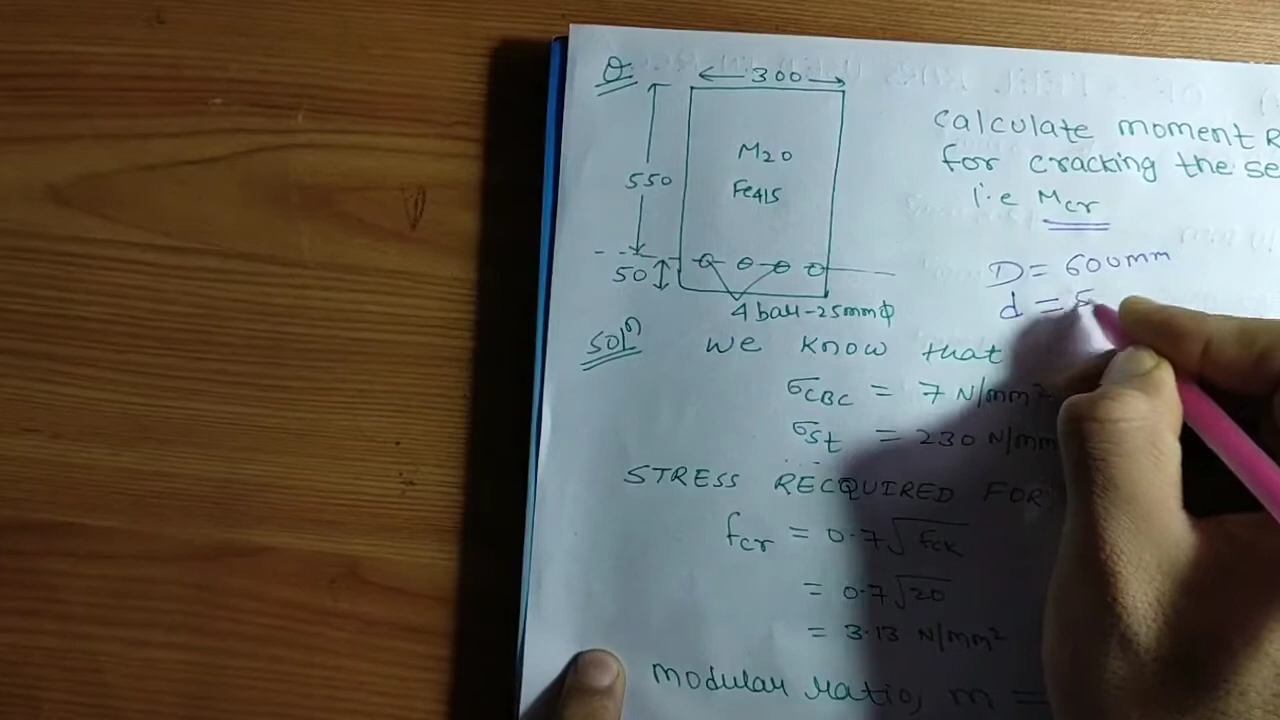 Q
300
M20
Fe415
550
50
4 bars-25mmϕ
calculate moment R
for cracking the se
i.e Mcr
D = 600mm
d = 5
Solⁿ We know that
σCBC = 7 N/mm²
σst = 230 N/mm
STRESS RECQUIRED FOR
fcr = 0.7√fck
= 0.7√20
= 3.13 N/mm²
modular ratio, m =